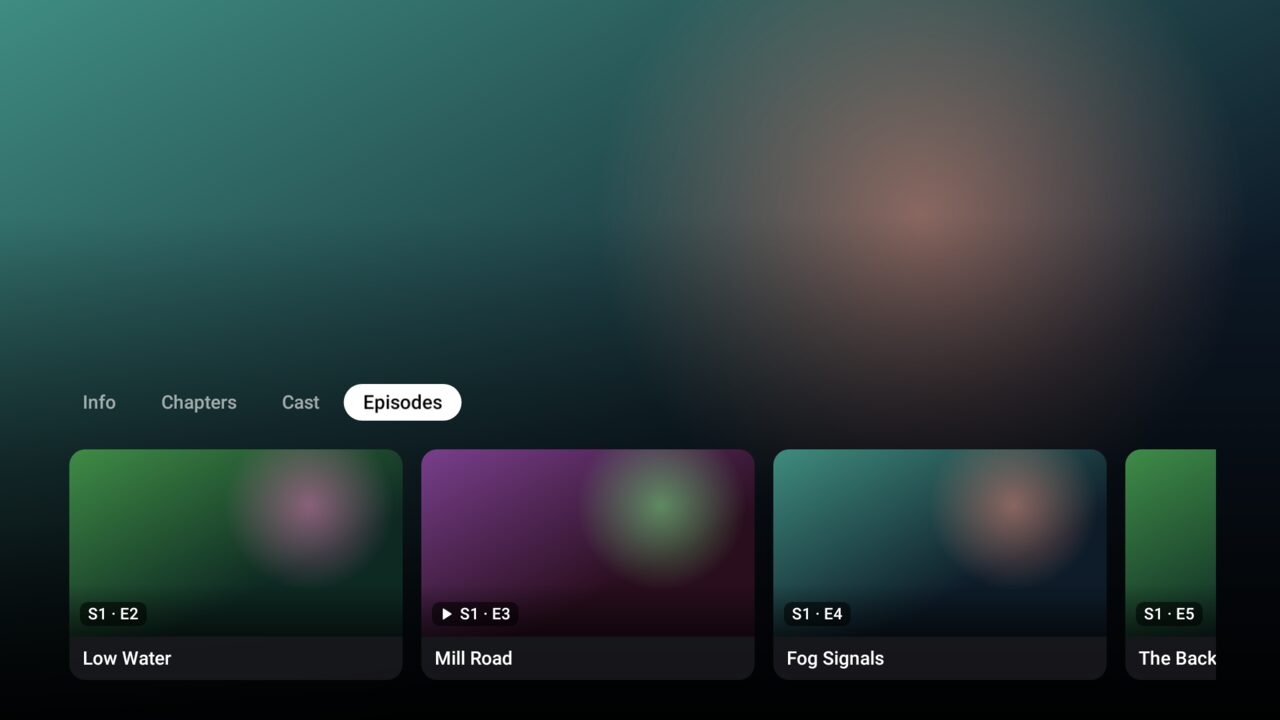 Info
Chapters
Cast
Episodes
S1 · E2
Low Water
S1 · E3
Mill Road
S1 · E4
Fog Signals
S1 · E5
The Back